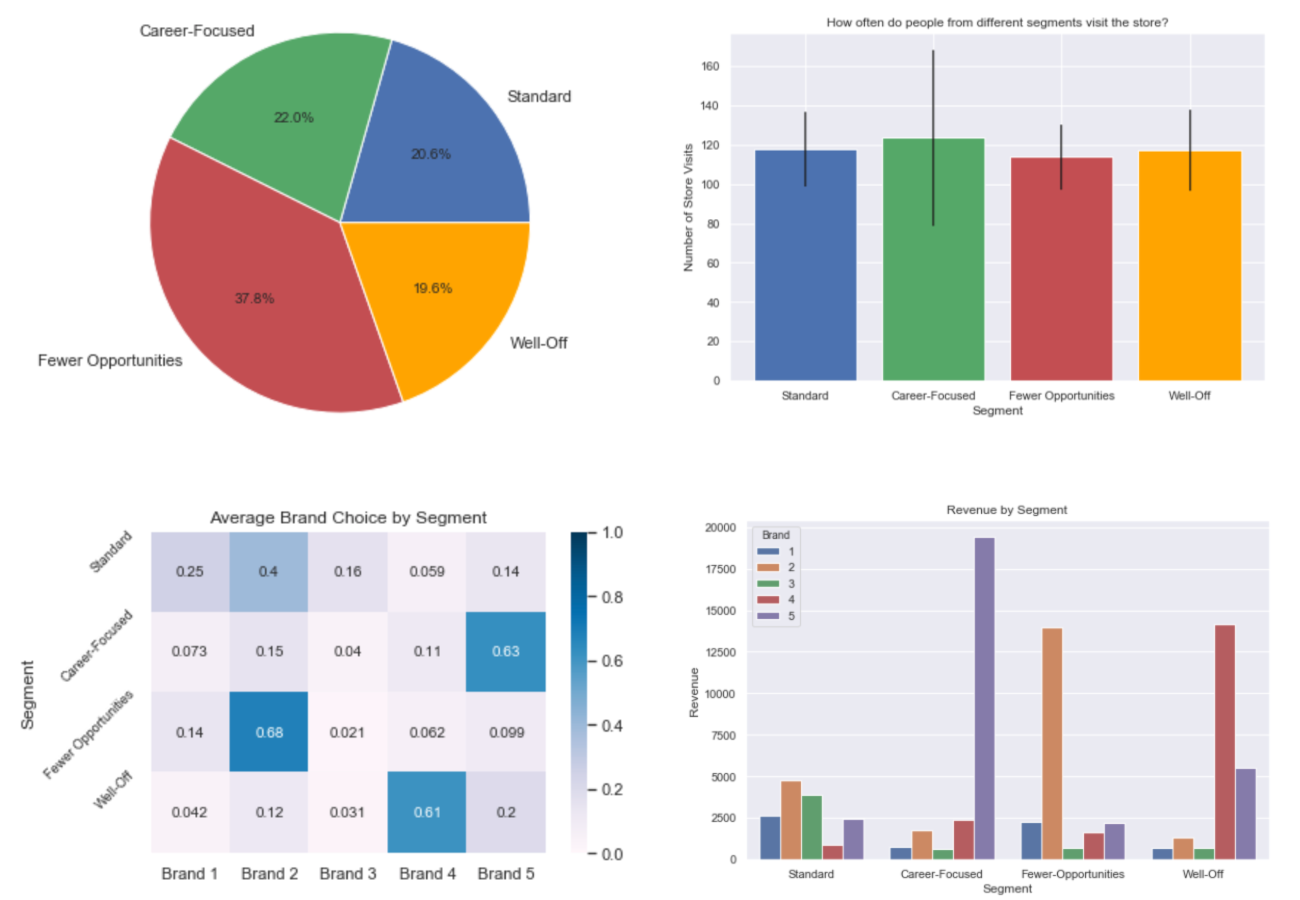 Career-Focused
Standard
22.0%
20.6%
37.8%
19.6%
Fewer Opportunities
Well-Off
How often do people from different segments visit the store?
Number of Store Visits
160
140
120
100
80
60
40
20
0
Standard Career-Focused Fewer Opportunities Well-Off
Segment
Average Brand Choice by Segment
Segment
Standard 0.25 0.4 0.16 0.059 0.14
Career-Focused 0.073 0.15 0.04 0.11 0.63
Fewer Opportunities 0.14 0.68 0.021 0.062 0.099
Well-Off 0.042 0.12 0.031 0.61 0.2
Brand 1 Brand 2 Brand 3 Brand 4 Brand 5
1.0
0.8
0.6
0.4
0.2
0.0
Revenue by Segment
Revenue
20000
17500
15000
12500
10000
7500
5000
2500
0
Brand
1
2
3
4
5
Standard Career-Focused Fewer-Opportunities Well-Off
Segment